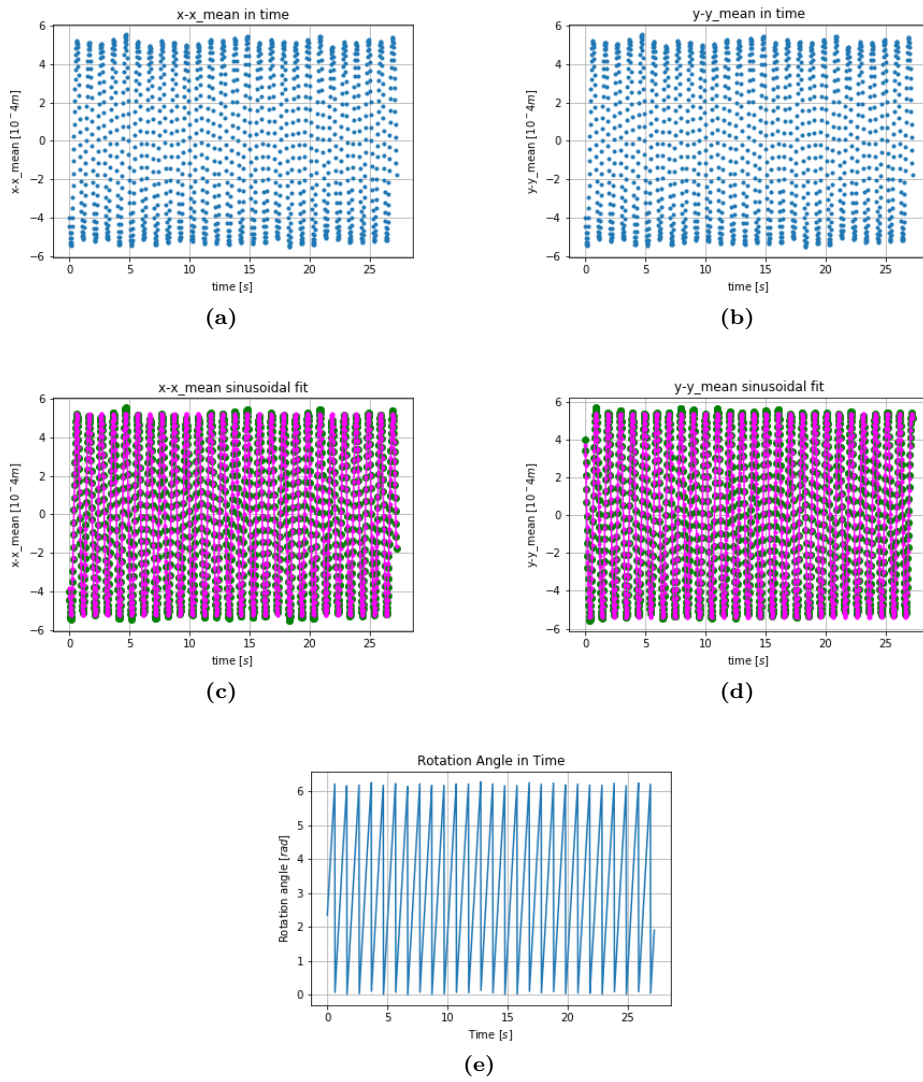 x-x_mean in time
x-x_mean [10^-4m]
6
4
2
0
−2
−4
−6
0 5 10 15 20 25
time [s]
(a)
y-y_mean in time
y-y_mean [10^-4m]
6
4
2
0
−2
−4
−6
0 5 10 15 20 25
time [s]
(b)
x-x_mean sinusoidal fit
x-x_mean [10^-4m]
6
4
2
0
−2
−4
−6
0 5 10 15 20 25
time [s]
(c)
y-y_mean sinusoidal fit
y-y_mean [10^-4m]
6
4
2
0
−2
−4
−6
0 5 10 15 20 25
time [s]
(d)
Rotation Angle in Time
Rotation angle [rad]
6
5
4
3
2
1
0
0 5 10 15 20 25
Time [s]
(e)